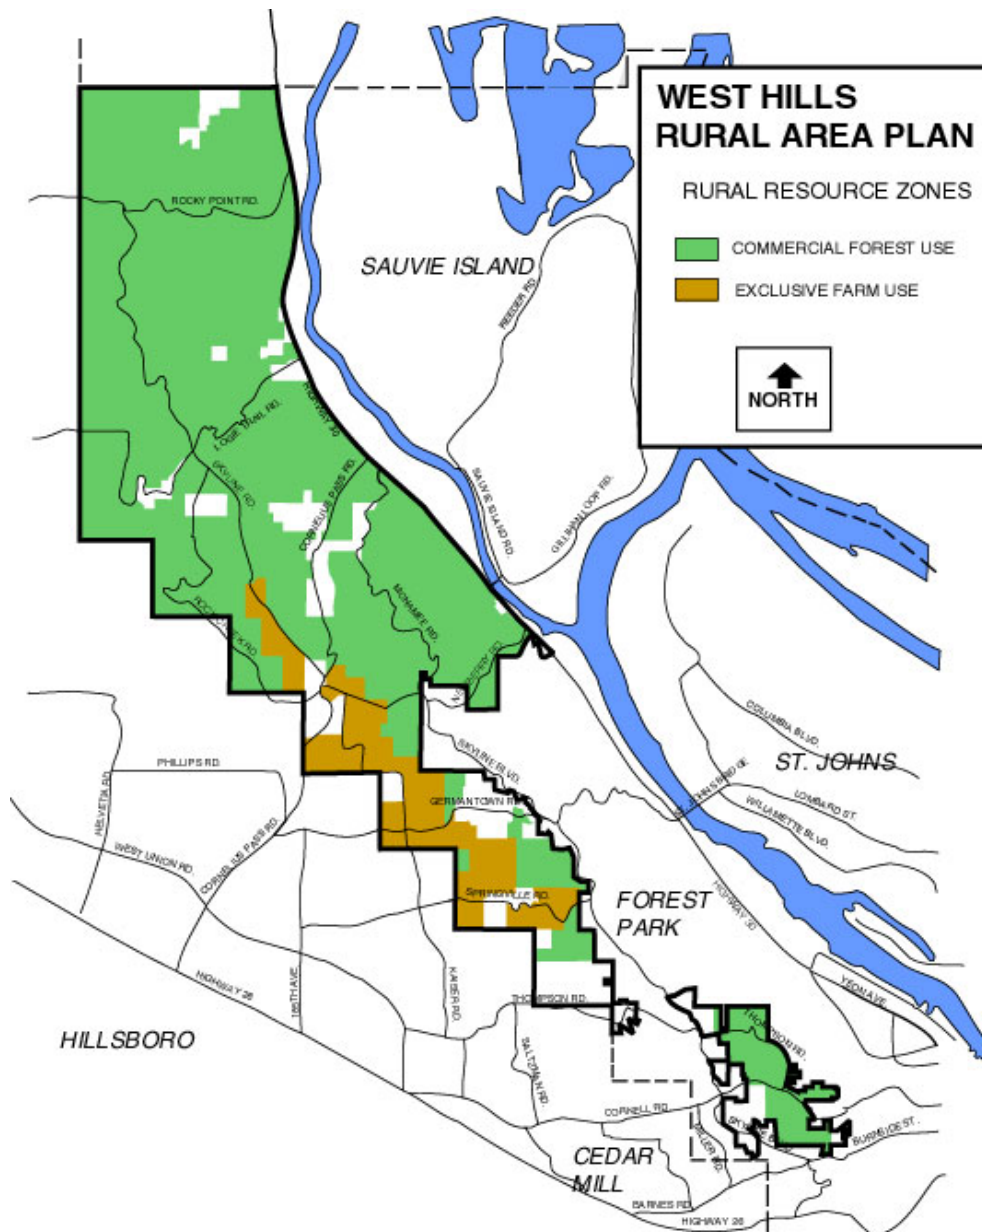 WEST HILLS
RURAL AREA PLAN
RURAL RESOURCE ZONES
COMMERCIAL FOREST USE
EXCLUSIVE FARM USE
NORTH
ROCKY POINT RD.
SAUVIE ISLAND
REEDER RD.
HIGHWAY 30
LOGIE TRAIL RD.
SKYLINE RD.
CORNELIUS PASS RD.
SAUVIE ISLAND RD.
GILLIHAN LOOP RD.
MCNAMEE RD.
ROCK CREEK RD.
NEWBERRY RD.
SKYLINE BLVD.
COLUMBIA BLVD.
ST. JOHNS
PHILLIPS RD.
HELVETIA RD.
GERMANTOWN RD.
LOMBARD ST.
WILLAMETTE BLVD.
WEST UNION RD.
CORNELIUS PASS RD.
SPRINGVILLE RD.
FOREST
PARK
HIGHWAY 30
HIGHWAY 26
185TH AVE.
KAISER RD.
YEON AVE.
THOMPSON RD.
THOMPSON RD.
HILLSBORO
SALTZMAN RD.
CORNELL RD.
BURNSIDE ST.
CEDAR
MILL
BARNES RD.
HIGHWAY 26